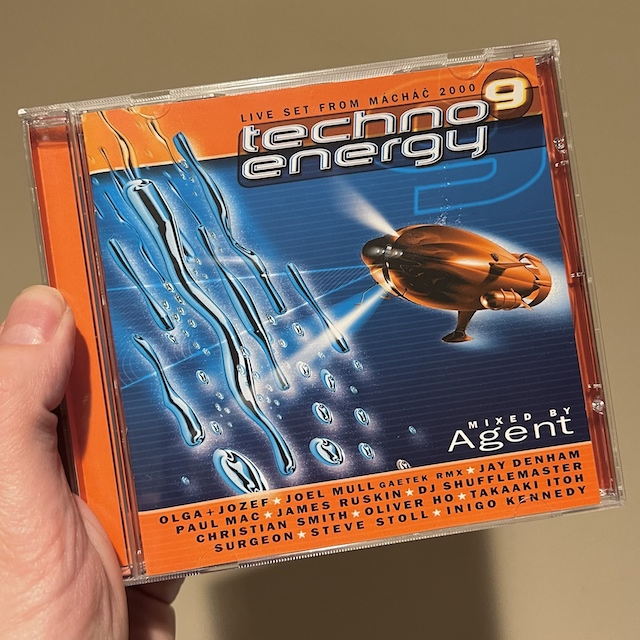 LIVE SET FROM MACHÁČ 2000
techno 9
energy
MIXED BY
Agent
OLGA + JOZEF ★ JOEL MULL GAETEK RMX ★ JAY DENHAM
PAUL MAC ★ JAMES RUSKIN ★ DJ SHUFFLEMASTER
CHRISTIAN SMITH ★ OLIVER HO ★ TAKAAKI ITOH
SURGEON ★ STEVE STOLL ★ INIGO KENNEDY